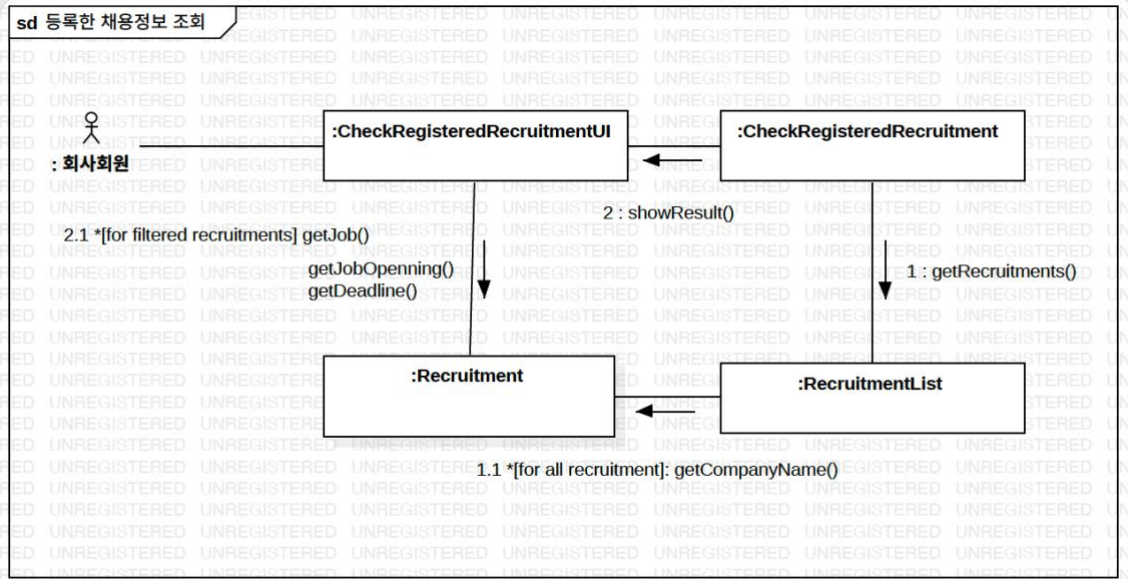 sd 등록한 채용정보 조회
:CheckRegisteredRecruitmentUI
:CheckRegisteredRecruitment
: 회사회원
2 : showResult()
2.1 *[for filtered recruitments] getJob()
getJobOpenning()
getDeadline()
1 : getRecruitments()
:Recruitment
:RecruitmentList
1.1 *[for all recruitment]: getCompanyName()
UNREGISTERED